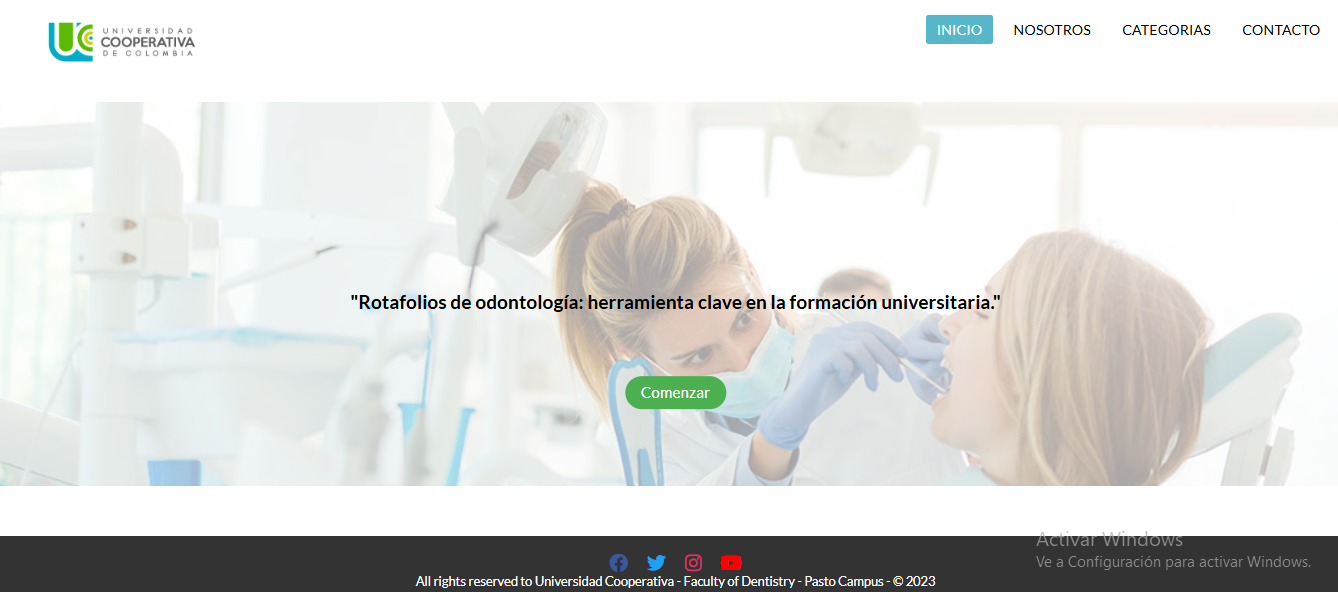 UNIVERSIDAD
COOPERATIVA
DE COLOMBIA
INICIO
NOSOTROS
CATEGORIAS
CONTACTO
"Rotafolios de odontología: herramienta clave en la formación universitaria."
Comenzar
Activar Windows
Ve a Configuración para activar Windows.
All rights reserved to Universidad Cooperativa - Faculty of Dentistry - Pasto Campus - © 2023